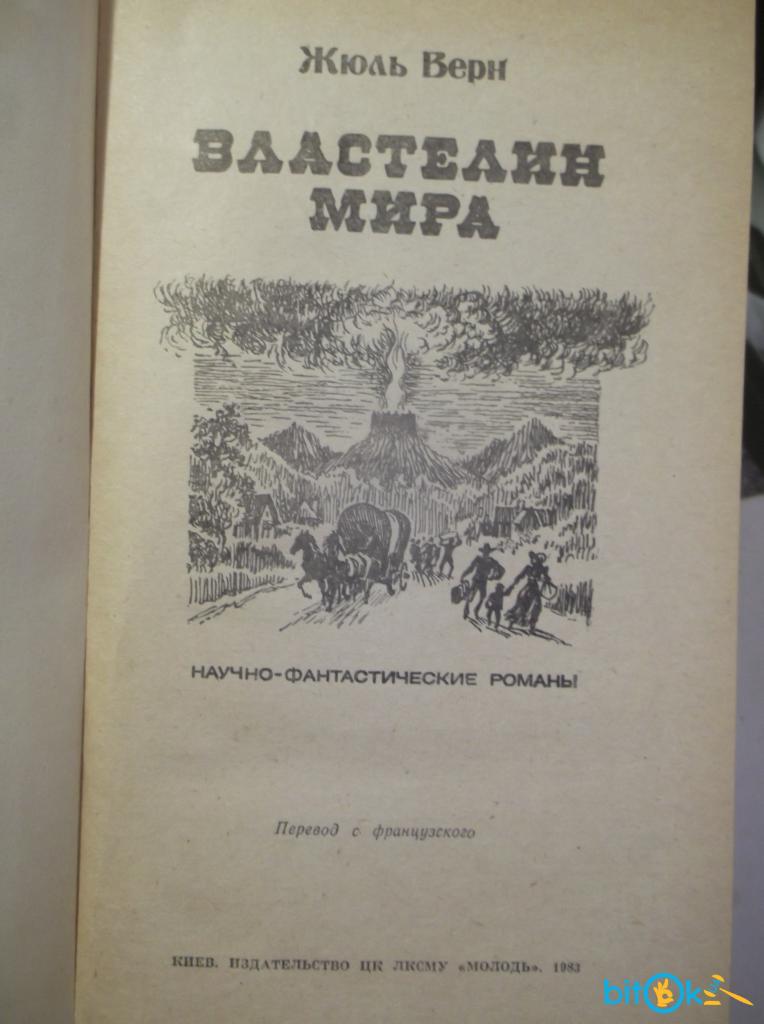 Жюль Верн
ВЛАСТЕЛИН
МИРА
НАУЧНО-ФАНТАСТИЧЕСКИЕ РОМАНЫ
Перевод с французского
КИЕВ. ИЗДАТЕЛЬСТВО ЦК ЛКСМУ «МОЛОДЬ». 1983
bitOk